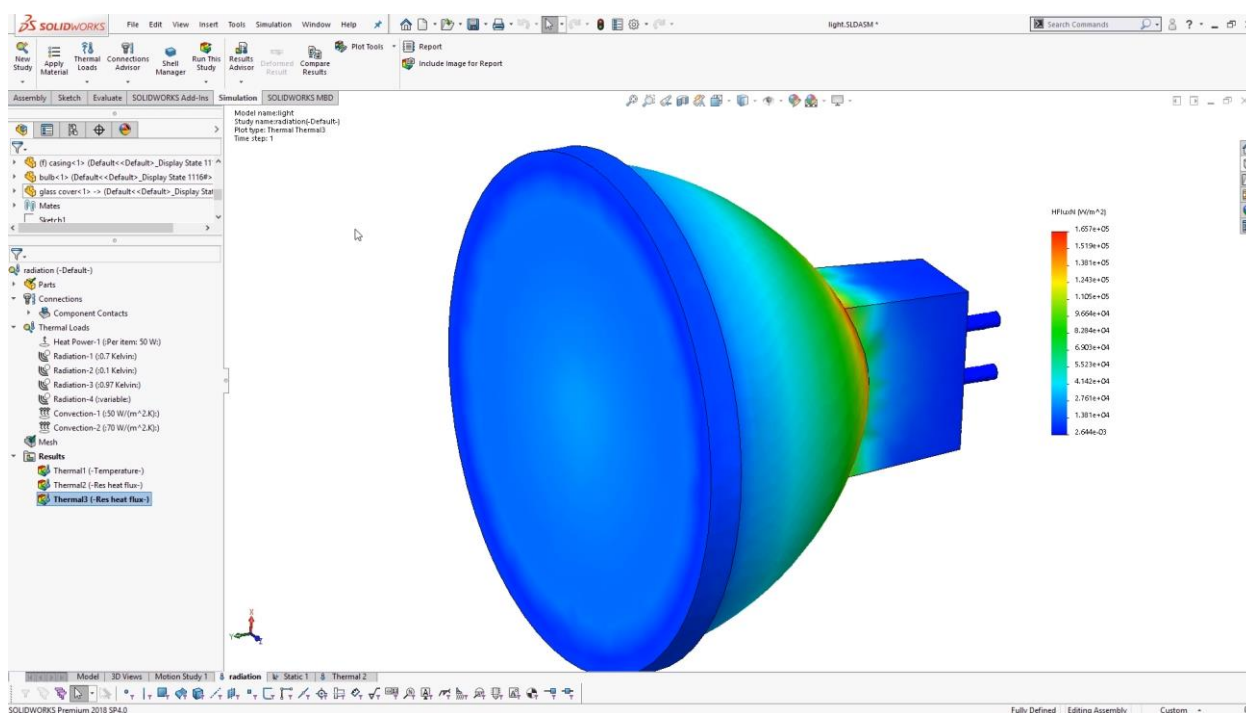 SOLIDWORKS File Edit View Insert Tools Simulation Window Help
light.SLDASM *
Search Commands
New Study
Apply Material
Thermal Loads
Connections Advisor
Shell Manager
Run This Study
Results Advisor
Deformed Result
Compare Results
Plot Tools
Report
Include Image for Report
Assembly Sketch Evaluate SOLIDWORKS Add-Ins Simulation SOLIDWORKS MBD
Model name:light
Study name:radiation(-Default-)
Plot type: Thermal Thermal3
Time step: 1
(f) casing<1> (Default<<Default>_Display State 11
bulb<1> (Default<<Default>_Display State 1116#>
glass cover<1> -> (Default<<Default>_Display Stat
Mates
Sketch1
radiation (-Default-)
Parts
Connections
Component Contacts
Thermal Loads
Heat Power-1 (:Per item: 50 W:)
Radiation-1 (:0.7 Kelvin:)
Radiation-2 (:0.1 Kelvin:)
Radiation-3 (:0.97 Kelvin:)
Radiation-4 (:variable:)
Convection-1 (:50 W/(m^2.K):)
Convection-2 (:70 W/(m^2.K):)
Mesh
Results
Thermal1 (-Temperature-)
Thermal2 (-Res heat flux-)
Thermal3 (-Res heat flux-)
HFluxN (W/m^2)
1.657e+05
1.519e+05
1.381e+05
1.243e+05
1.105e+05
9.664e+04
8.284e+04
6.903e+04
5.523e+04
4.142e+04
2.761e+04
1.381e+04
2.644e-03
X
Y
Z
Model 3D Views Motion Study 1 radiation Static 1 Thermal 2
SOLIDWORKS Premium 2018 SP4.0
Fully Defined Editing Assembly Custom